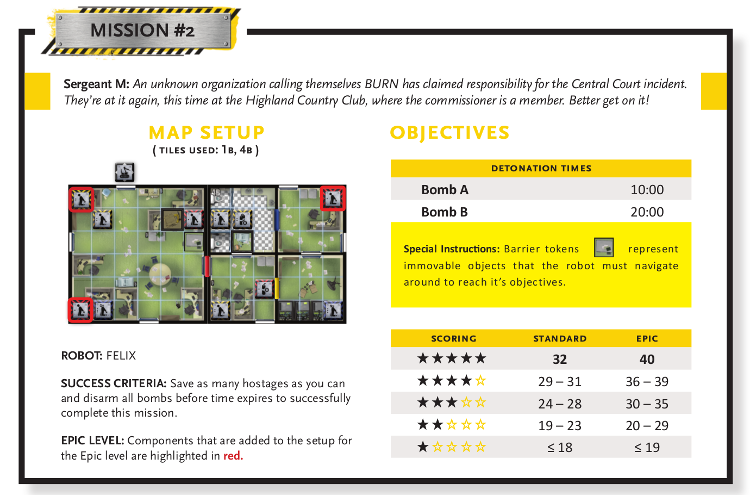 MISSION #2
Sergeant M: An unknown organization calling themselves BURN has claimed responsibility for the Central Court incident.
They're at it again, this time at the Highland Country Club, where the commissioner is a member. Better get on it!
MAP SETUP
( TILES USED: 1B, 4B )
ROBOT: FELIX
SUCCESS CRITERIA: Save as many hostages as you can
and disarm all bombs before time expires to successfully
complete this mission.
EPIC LEVEL: Components that are added to the setup for
the Epic level are highlighted in red.
OBJECTIVES
DETONATION TIMES
Bomb A 10:00
Bomb B 20:00
Special Instructions: Barrier tokens represent
immovable objects that the robot must navigate
around to reach it's objectives.
SCORING STANDARD EPIC
★★★★★ 32 40
★★★★☆ 29 – 31 36 – 39
★★★☆☆ 24 – 28 30 – 35
★★☆☆☆ 19 – 23 20 – 29
★☆☆☆☆ ≤ 18 ≤ 19